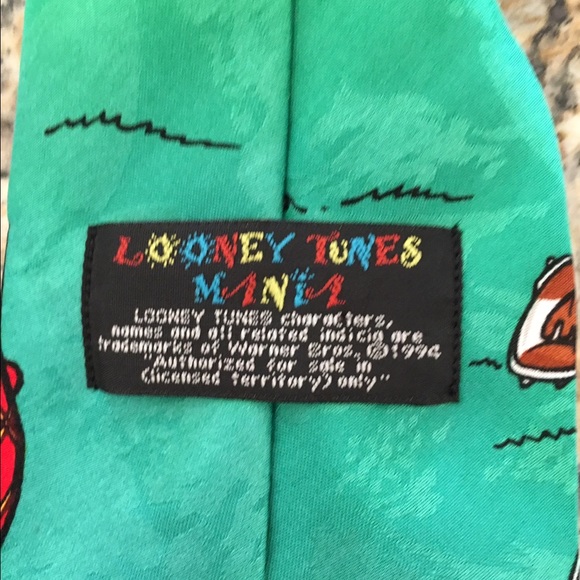 LOONEY TUNES
MANIA
LOONEY TUNES characters,
names and all related indicia are
trademarks of Warner Bros, ©1994
"Authorized for sale in
(licensed territory) only"